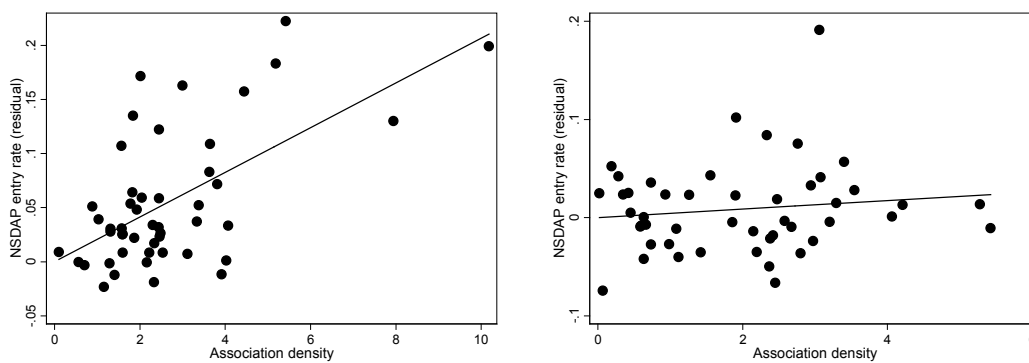 .2
.15
.1
.05
0
-.05
NSDAP entry rate (residual)
0 2 4 6 8 10
Association density
.2
.1
0
-.1
NSDAP entry rate (residual)
0 2 4
Association density